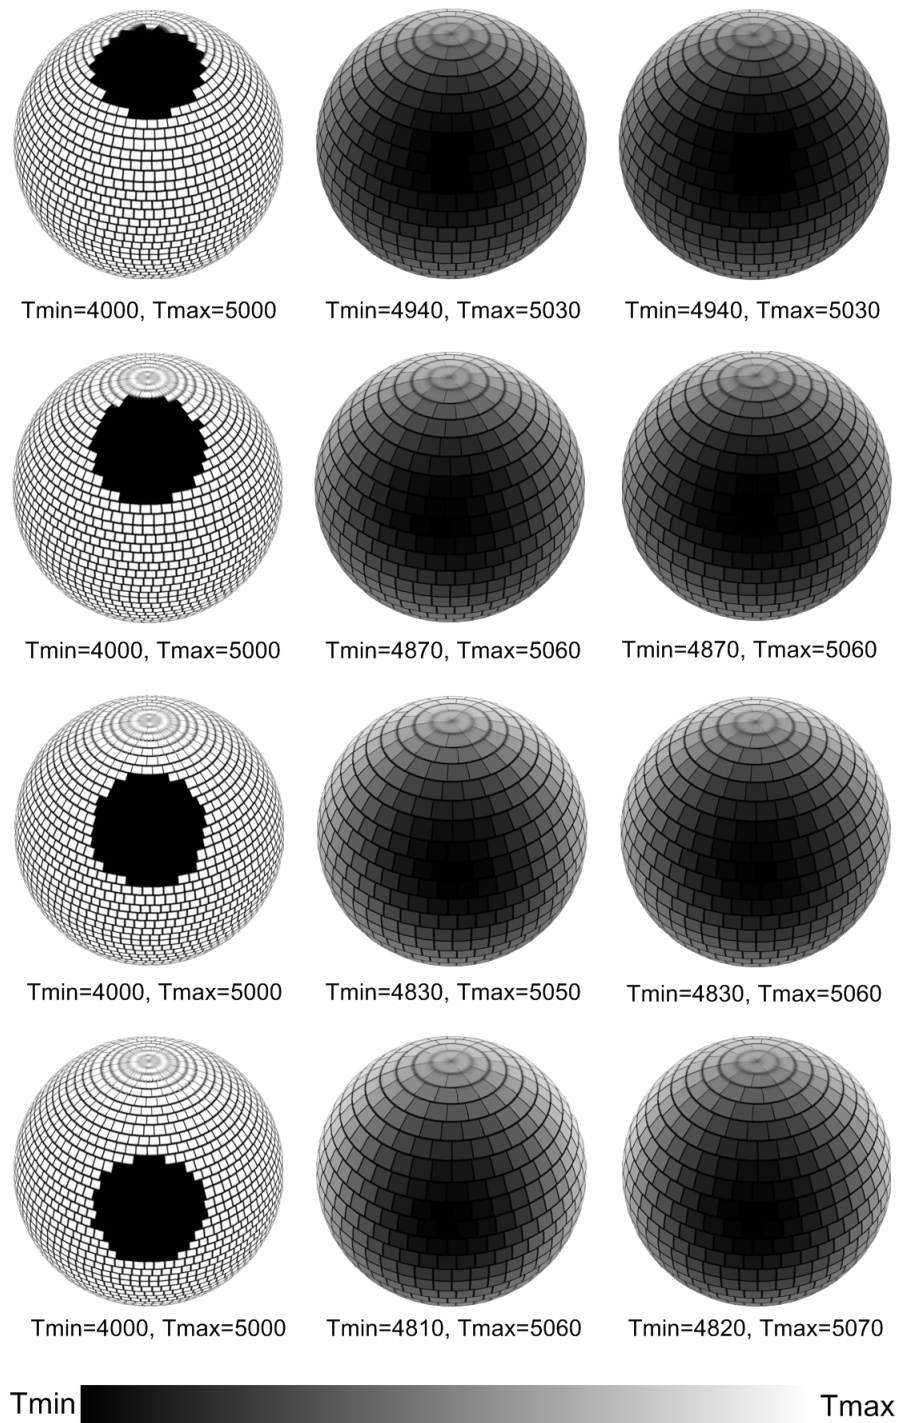 Tmin=4000, Tmax=5000 Tmin=4940, Tmax=5030 Tmin=4940, Tmax=5030
Tmin=4000, Tmax=5000 Tmin=4870, Tmax=5060 Tmin=4870, Tmax=5060
Tmin=4000, Tmax=5000 Tmin=4830, Tmax=5050 Tmin=4830, Tmax=5060
Tmin=4000, Tmax=5000 Tmin=4810, Tmax=5060 Tmin=4820, Tmax=5070
Tmin Tmax